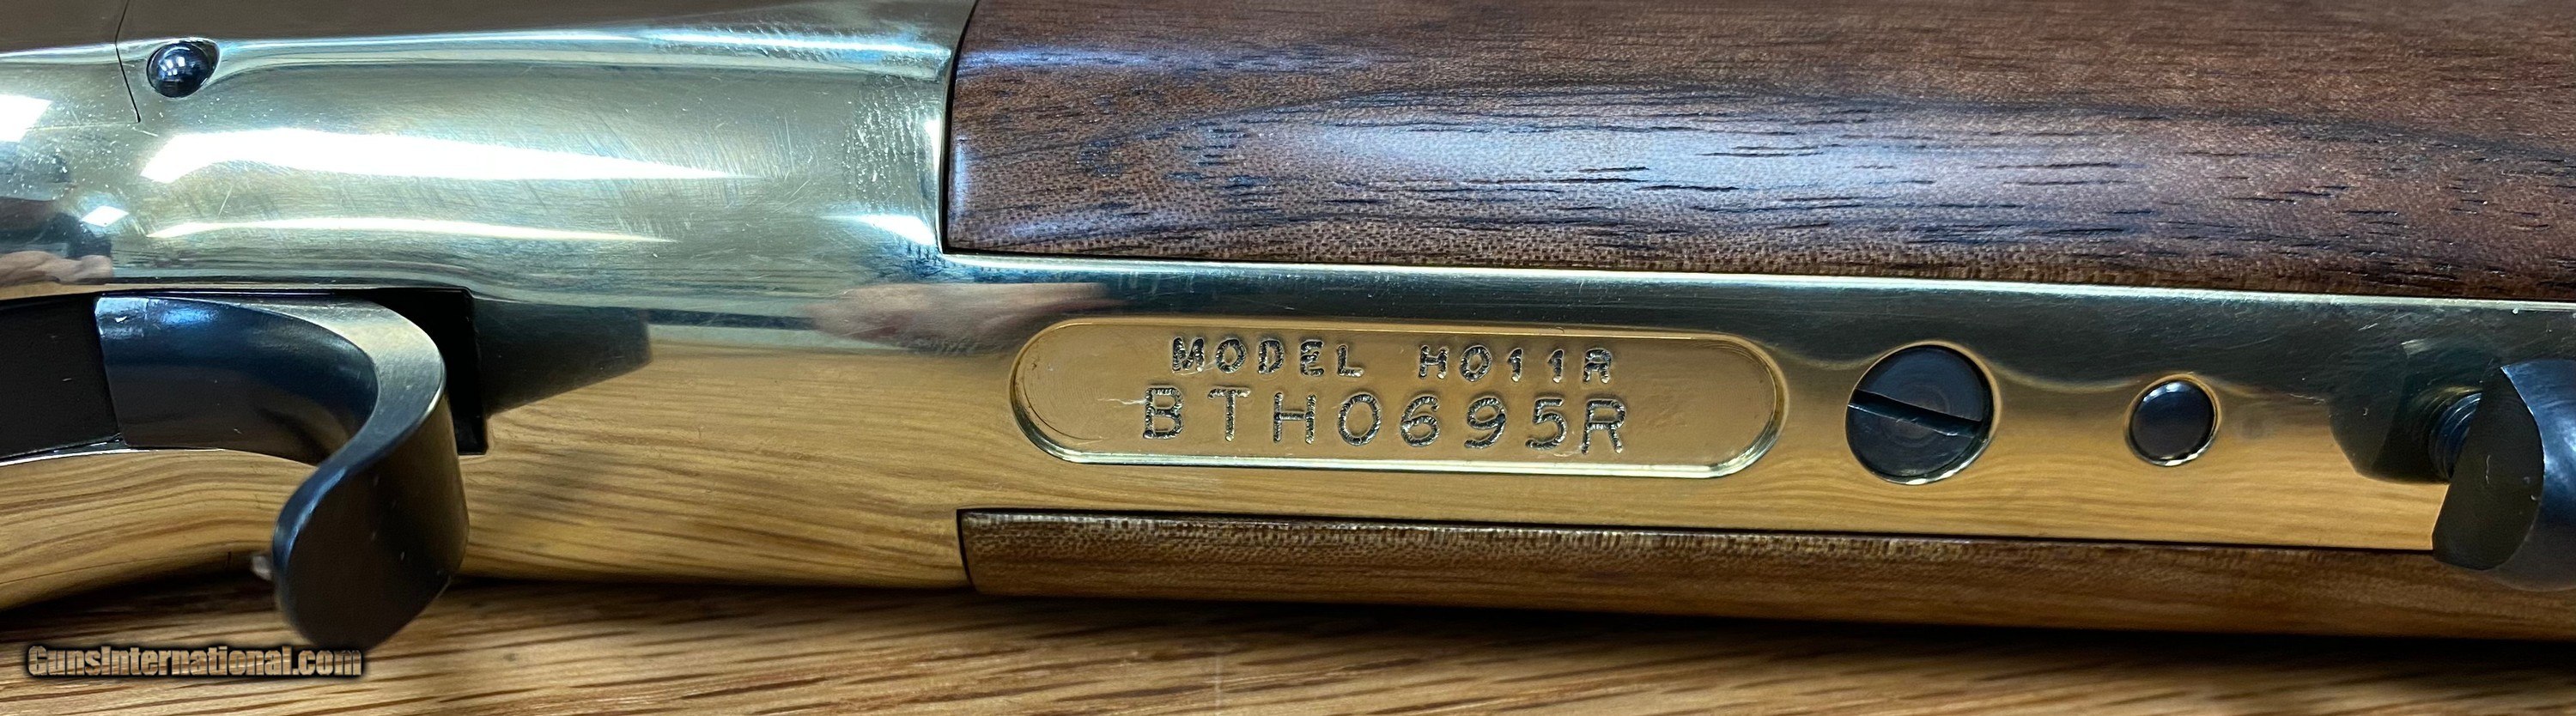 MODEL H011R
BTH0695R
GunsInternational.com